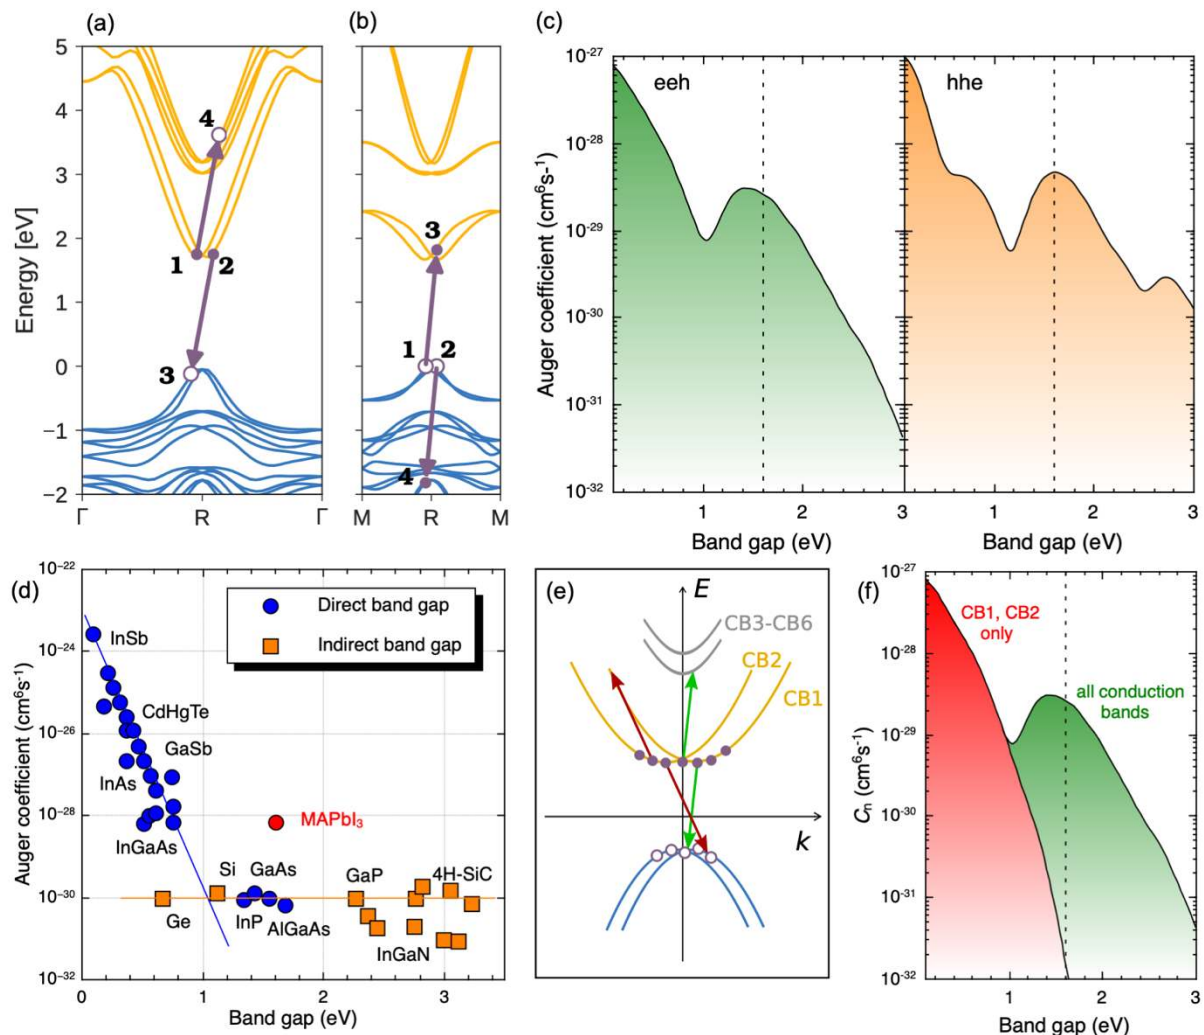 (a)
(b)
(c)
5
4
3
2
1
0
−1
−2
Energy [eV]
4
1
2
3
Γ
R
Γ
3
1
2
4
M
R
M
10⁻²⁷
10⁻²⁸
10⁻²⁹
10⁻³⁰
10⁻³¹
10⁻³²
Auger coefficient (cm⁶s-¹)
eeh
hhe
1
2
3
1
2
3
Band gap (eV)
Band gap (eV)
(d)
10⁻²²
10⁻²⁴
10⁻²⁶
10⁻²⁸
10⁻³⁰
10⁻³²
Auger coefficient (cm⁶s⁻¹)
Direct band gap
Indirect band gap
InSb
CdHgTe
GaSb
InAs
InGaAs
MAPbI₃
Si
GaAs
GaP
4H-SiC
Ge
InP
AlGaAs
InGaN
0
1
2
3
Band gap (eV)
(e)
E
CB3-CB6
CB2
CB1
k
(f)
10⁻²⁷
10⁻²⁸
10⁻²⁹
10⁻³⁰
10⁻³¹
10⁻³²
Cₙ (cm⁶s⁻¹)
CB1, CB2
only
all conduction
bands
1
2
3
Band gap (eV)